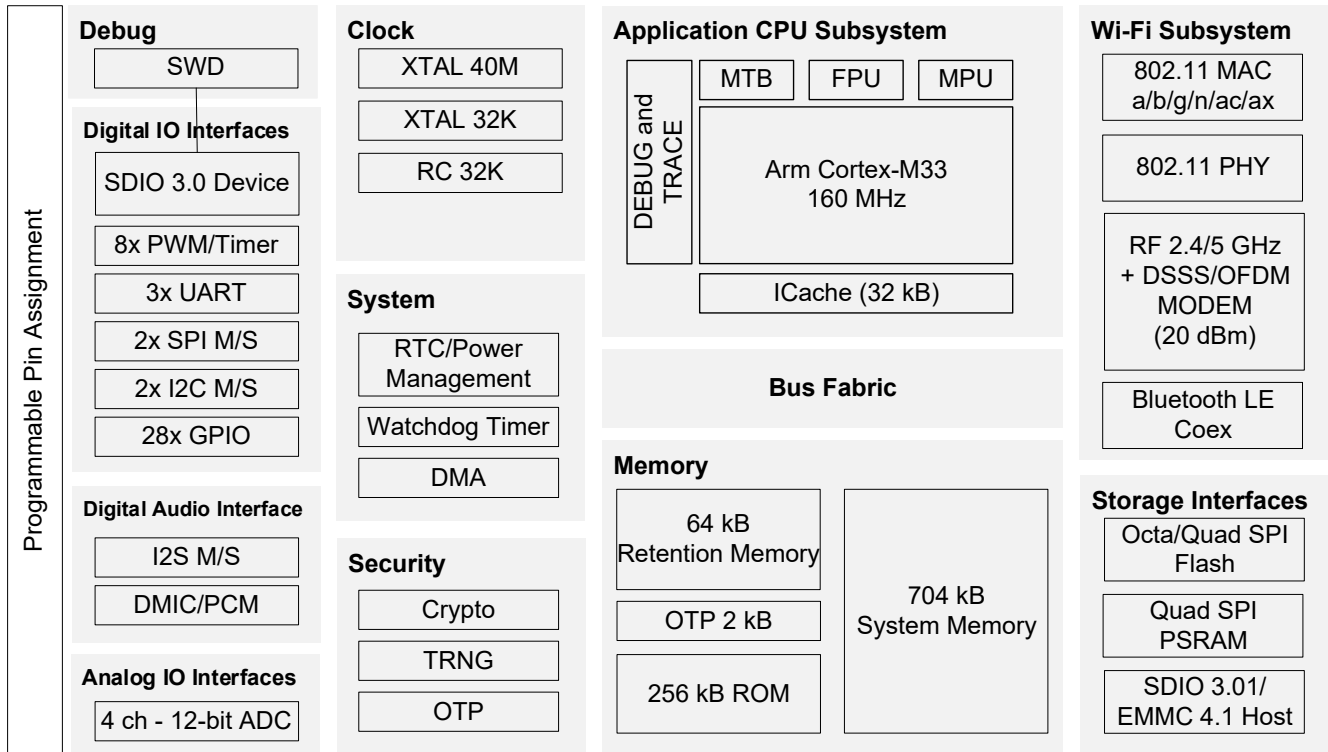 Programmable Pin Assignment
Debug
SWD
Digital IO Interfaces
SDIO 3.0 Device
8x PWM/Timer
3x UART
2x SPI M/S
2x I2C M/S
28x GPIO
Digital Audio Interface
I2S M/S
DMIC/PCM
Analog IO Interfaces
4 ch - 12-bit ADC
Clock
XTAL 40M
XTAL 32K
RC 32K
System
RTC/Power
Management
Watchdog Timer
DMA
Security
Crypto
TRNG
OTP
Application CPU Subsystem
DEBUG and
TRACE
MTB
FPU
MPU
Arm Cortex-M33
160 MHz
ICache (32 kB)
Bus Fabric
Memory
64 kB
Retention Memory
OTP 2 kB
256 kB ROM
704 kB
System Memory
Wi-Fi Subsystem
802.11 MAC
a/b/g/n/ac/ax
802.11 PHY
RF 2.4/5 GHz
+ DSSS/OFDM
MODEM
(20 dBm)
Bluetooth LE
Coex
Storage Interfaces
Octa/Quad SPI
Flash
Quad SPI
PSRAM
SDIO 3.01/
EMMC 4.1 Host